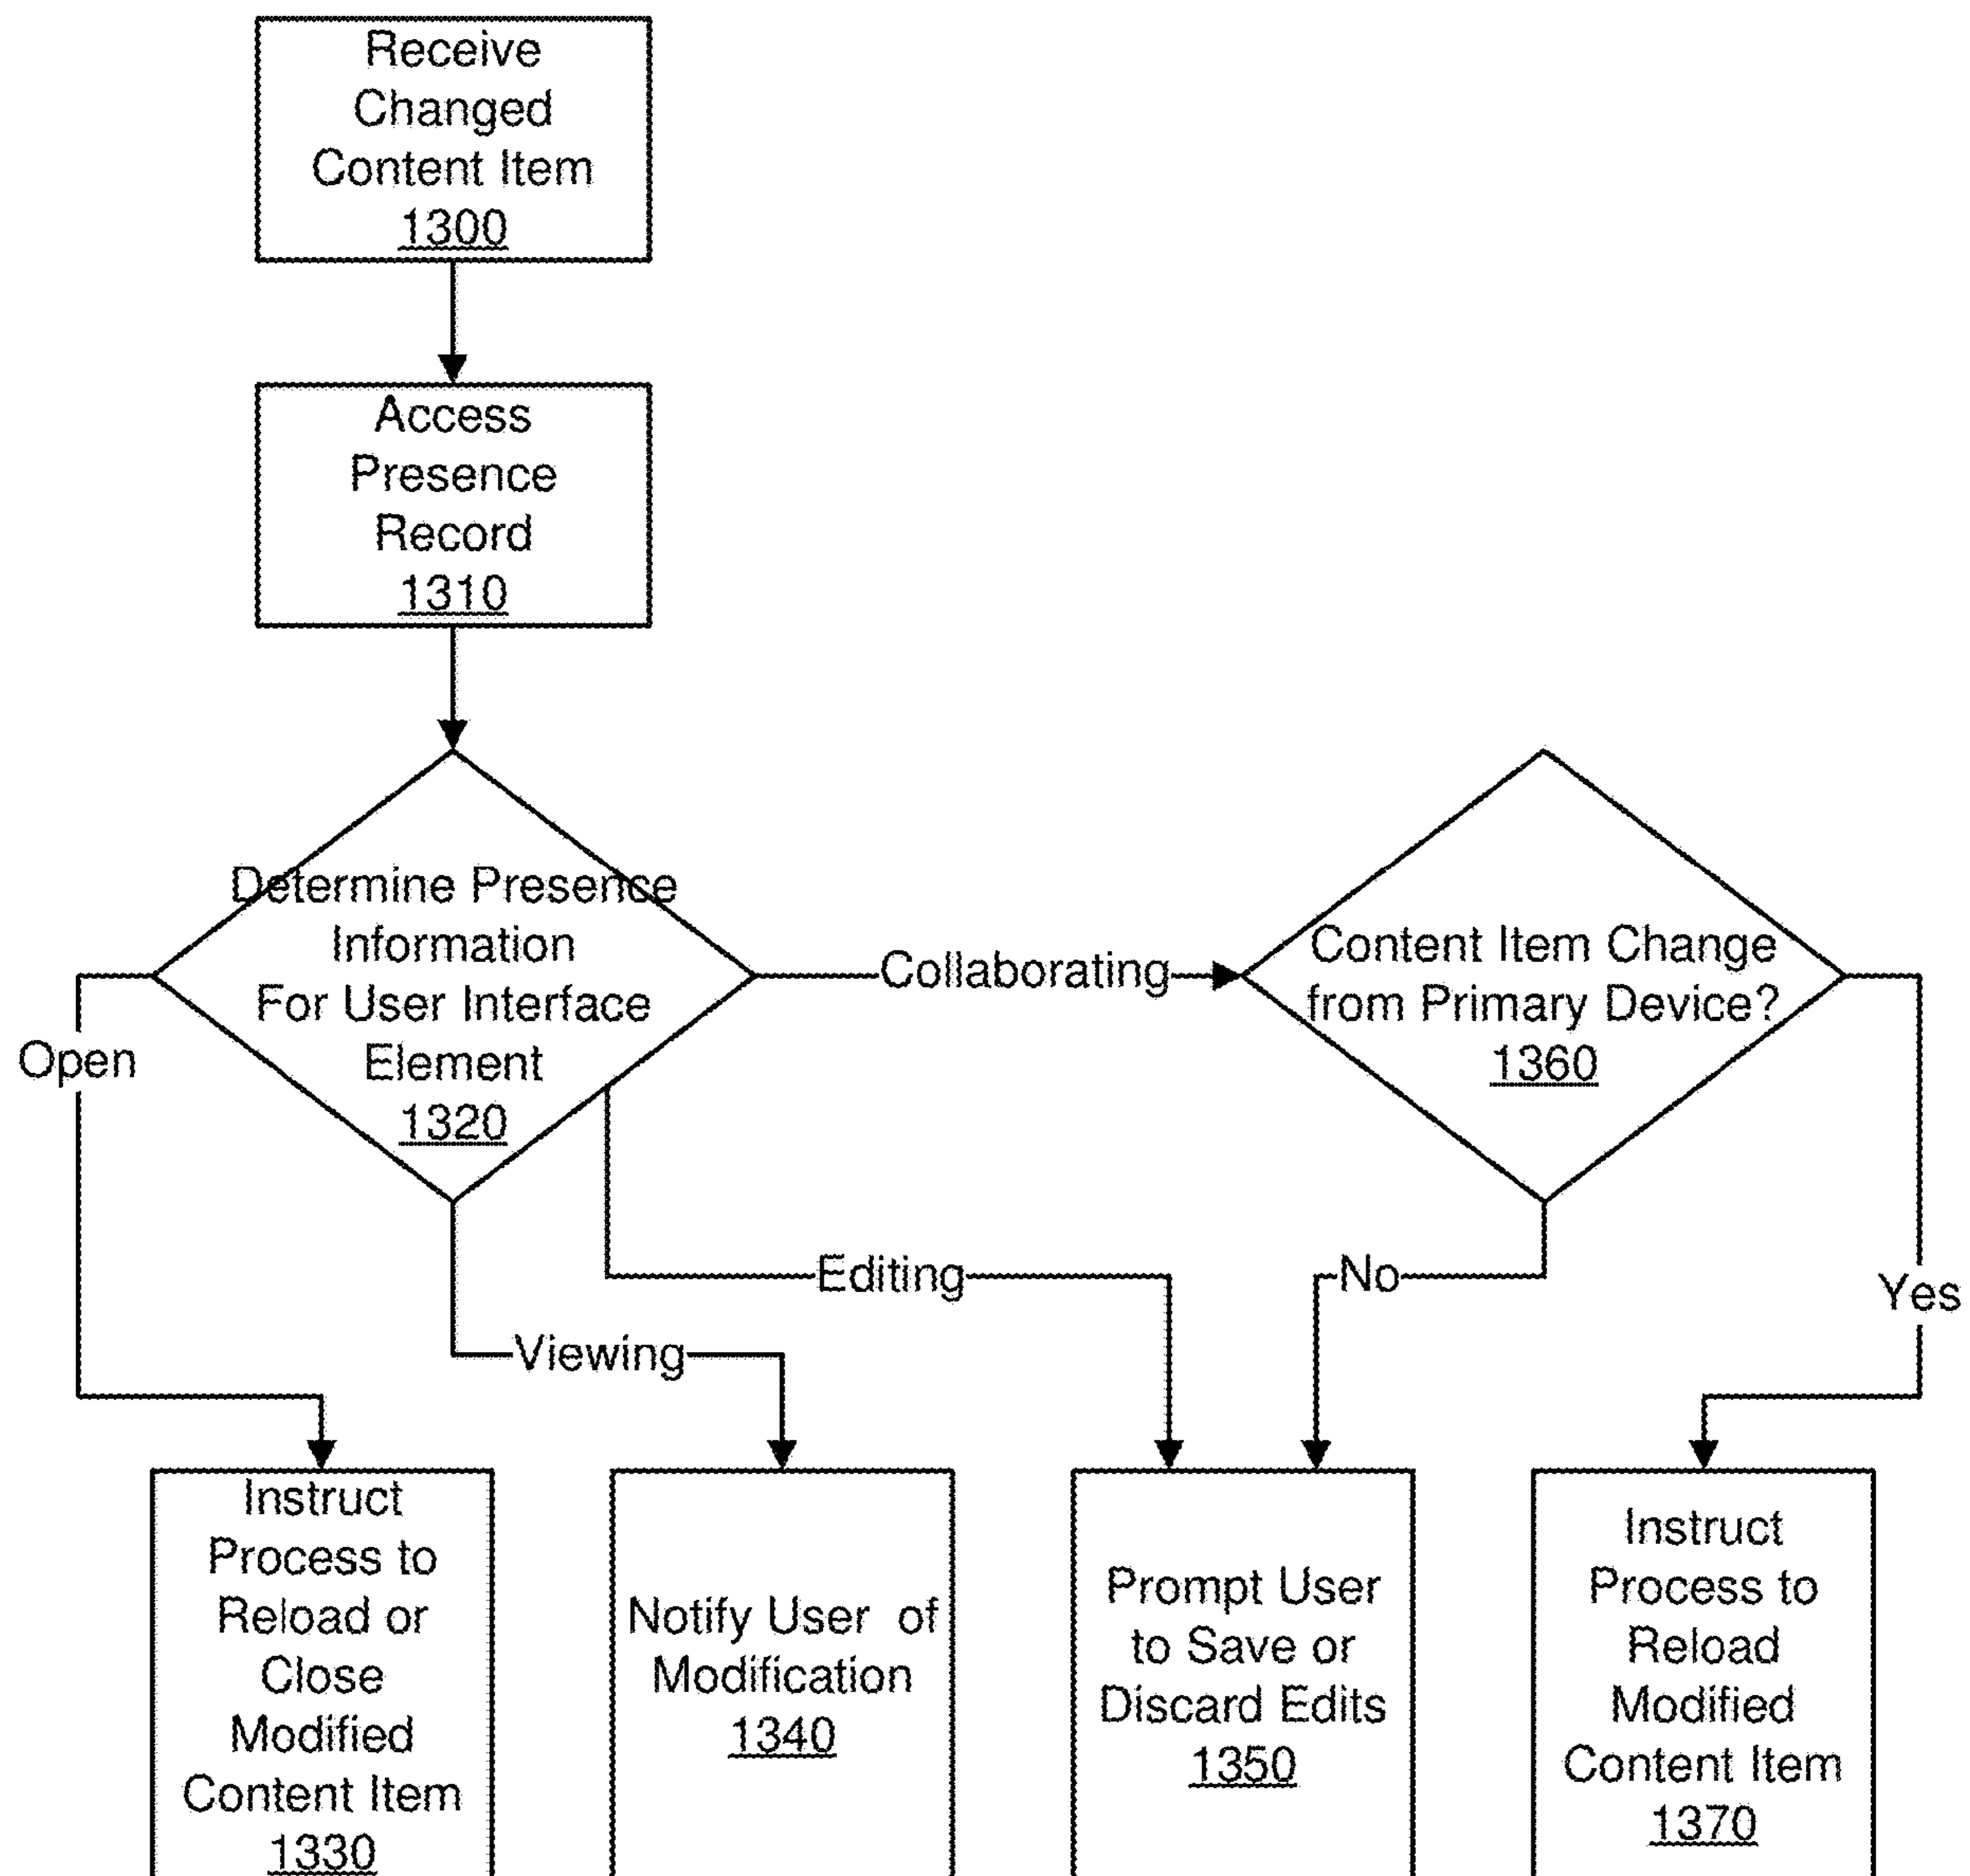 Receive
Changed
Content Item
1300
Access
Presence
Record
1310
Determine Presence
Information
For User Interface
Element
1320
Collaborating
Content Item Change
from Primary Device?
1360
Open
Editing
No
Yes
Viewing
Instruct
Process to
Reload or
Close
Modified
Content Item
1330
Notify User of
Modification
1340
Prompt User
to Save or
Discard Edits
1350
Instruct
Process to
Reload
Modified
Content Item
1370